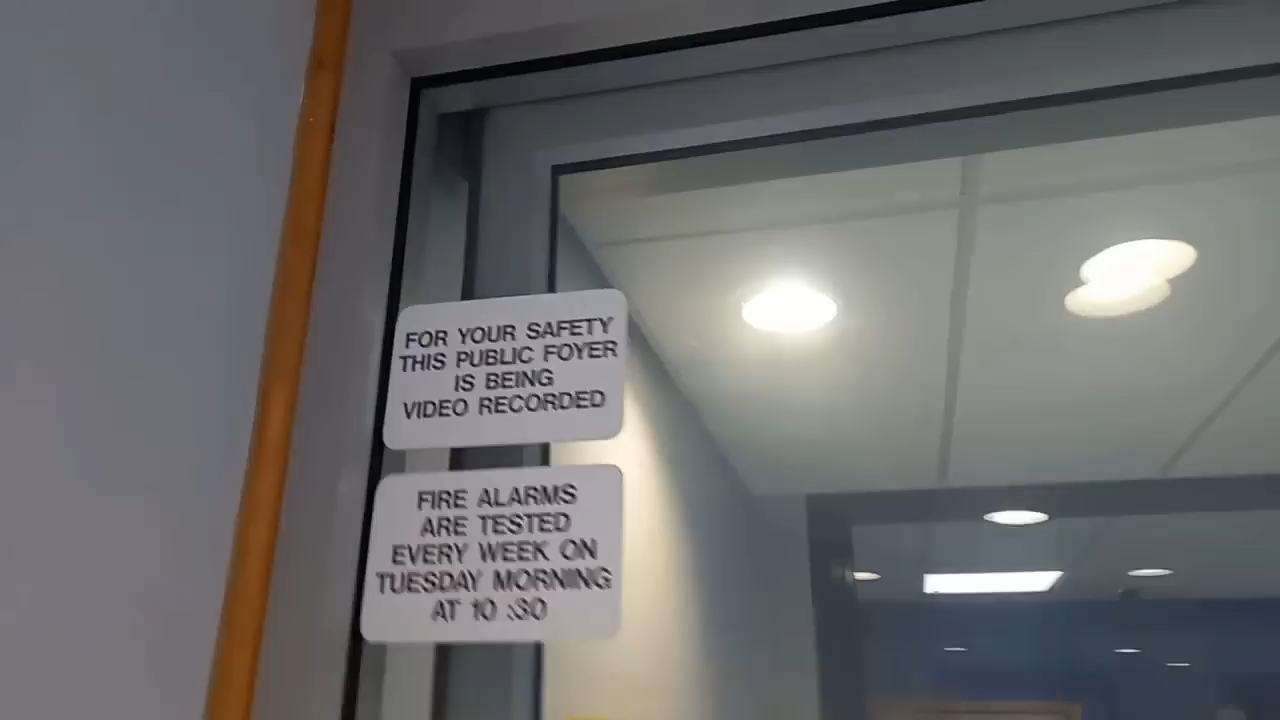 FOR YOUR SAFETY
THIS PUBLIC FOYER
IS BEING
VIDEO RECORDED
FIRE ALARMS
ARE TESTED
EVERY WEEK ON
TUESDAY MORNING
AT 10 :30